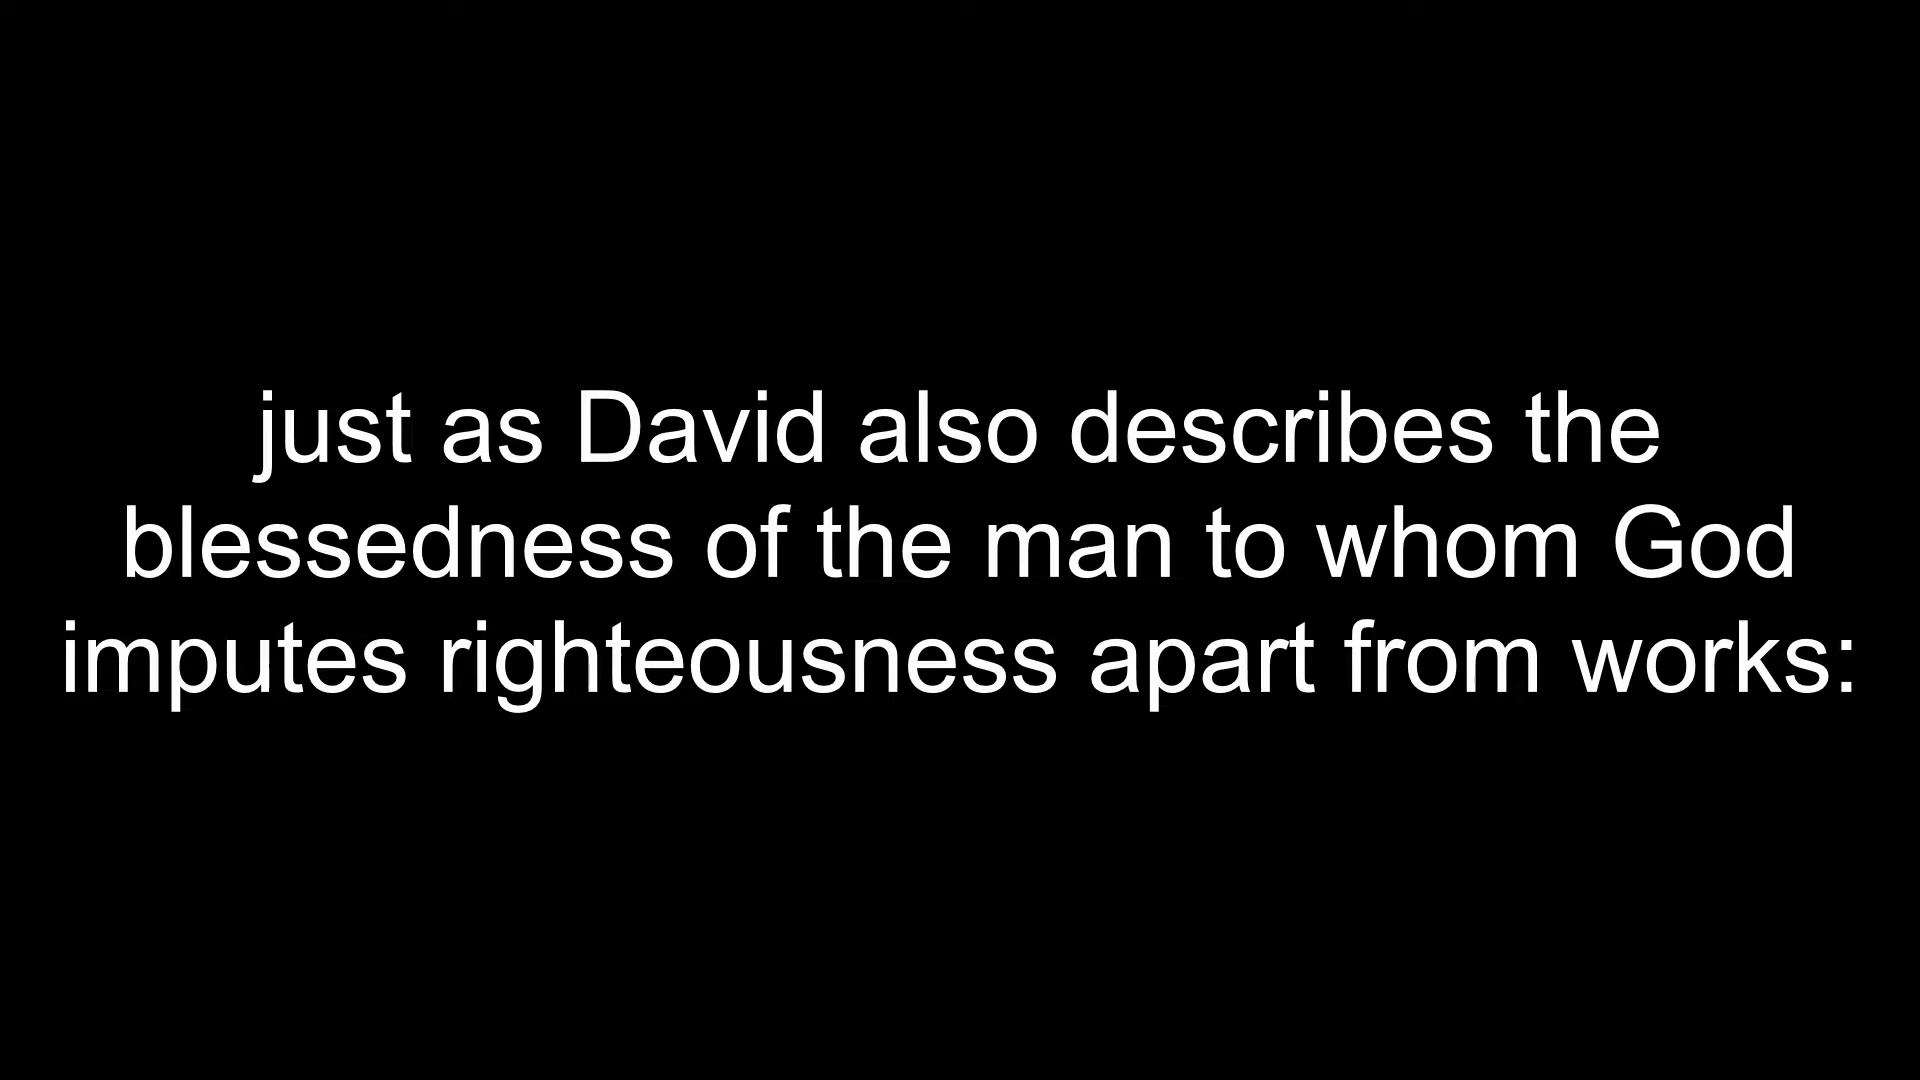 just as David also describes the
blessedness of the man to whom God
imputes righteousness apart from works: